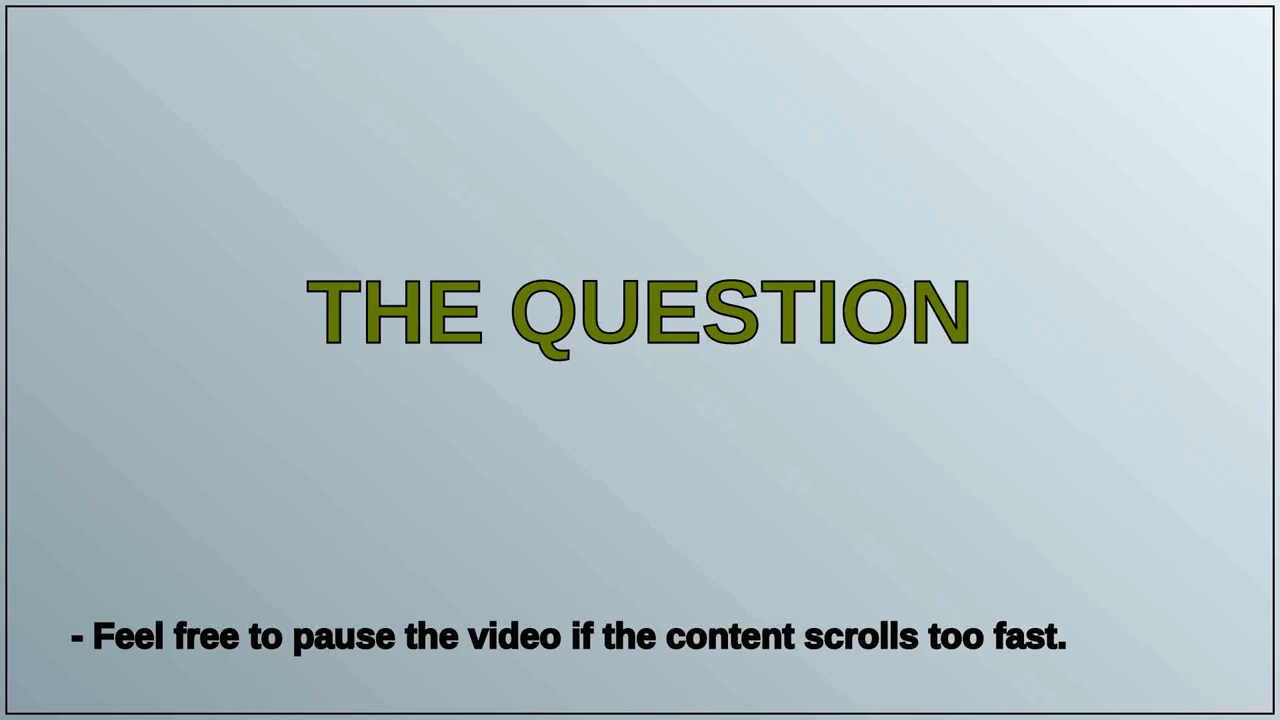 THE QUESTION
- Feel free to pause the video if the content scrolls too fast.